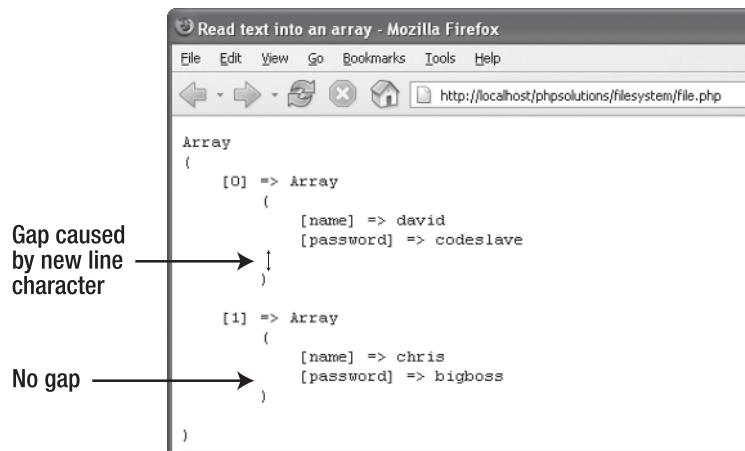 Read text into an array - Mozilla Firefox
File Edit View Go Bookmarks Tools Help
http://localhost/phpsolutions/filesystem/file.php
Array
(
[0] => Array
(
[name] => david
[password] => codeslave
)
[1] => Array
(
[name] => chris
[password] => bigboss
)
)
Gap caused
by new line
character
No gap